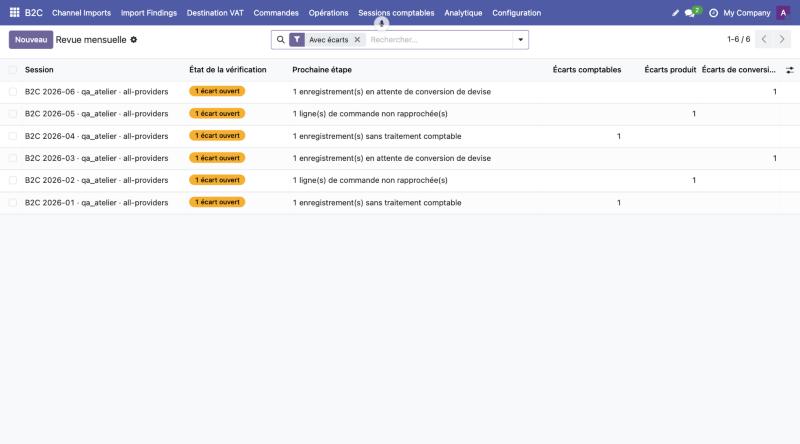 B2C Channel Imports Import Findings Destination VAT Commandes Opérations Sessions comptables Analytique Configuration 2 My Company A
Nouveau Revue mensuelle Avec écarts Rechercher... 1-6 / 6
Session État de la vérification Prochaine étape Écarts comptables Écarts produit Écarts de conversi...
B2C 2026-06 · qa_atelier · all-providers 1 écart ouvert 1 enregistrement(s) en attente de conversion de devise 1
B2C 2026-05 · qa_atelier · all-providers 1 écart ouvert 1 ligne(s) de commande non rapprochée(s) 1
B2C 2026-04 · qa_atelier · all-providers 1 écart ouvert 1 enregistrement(s) sans traitement comptable 1
B2C 2026-03 · qa_atelier · all-providers 1 écart ouvert 1 enregistrement(s) en attente de conversion de devise 1
B2C 2026-02 · qa_atelier · all-providers 1 écart ouvert 1 ligne(s) de commande non rapprochée(s) 1
B2C 2026-01 · qa_atelier · all-providers 1 écart ouvert 1 enregistrement(s) sans traitement comptable 1